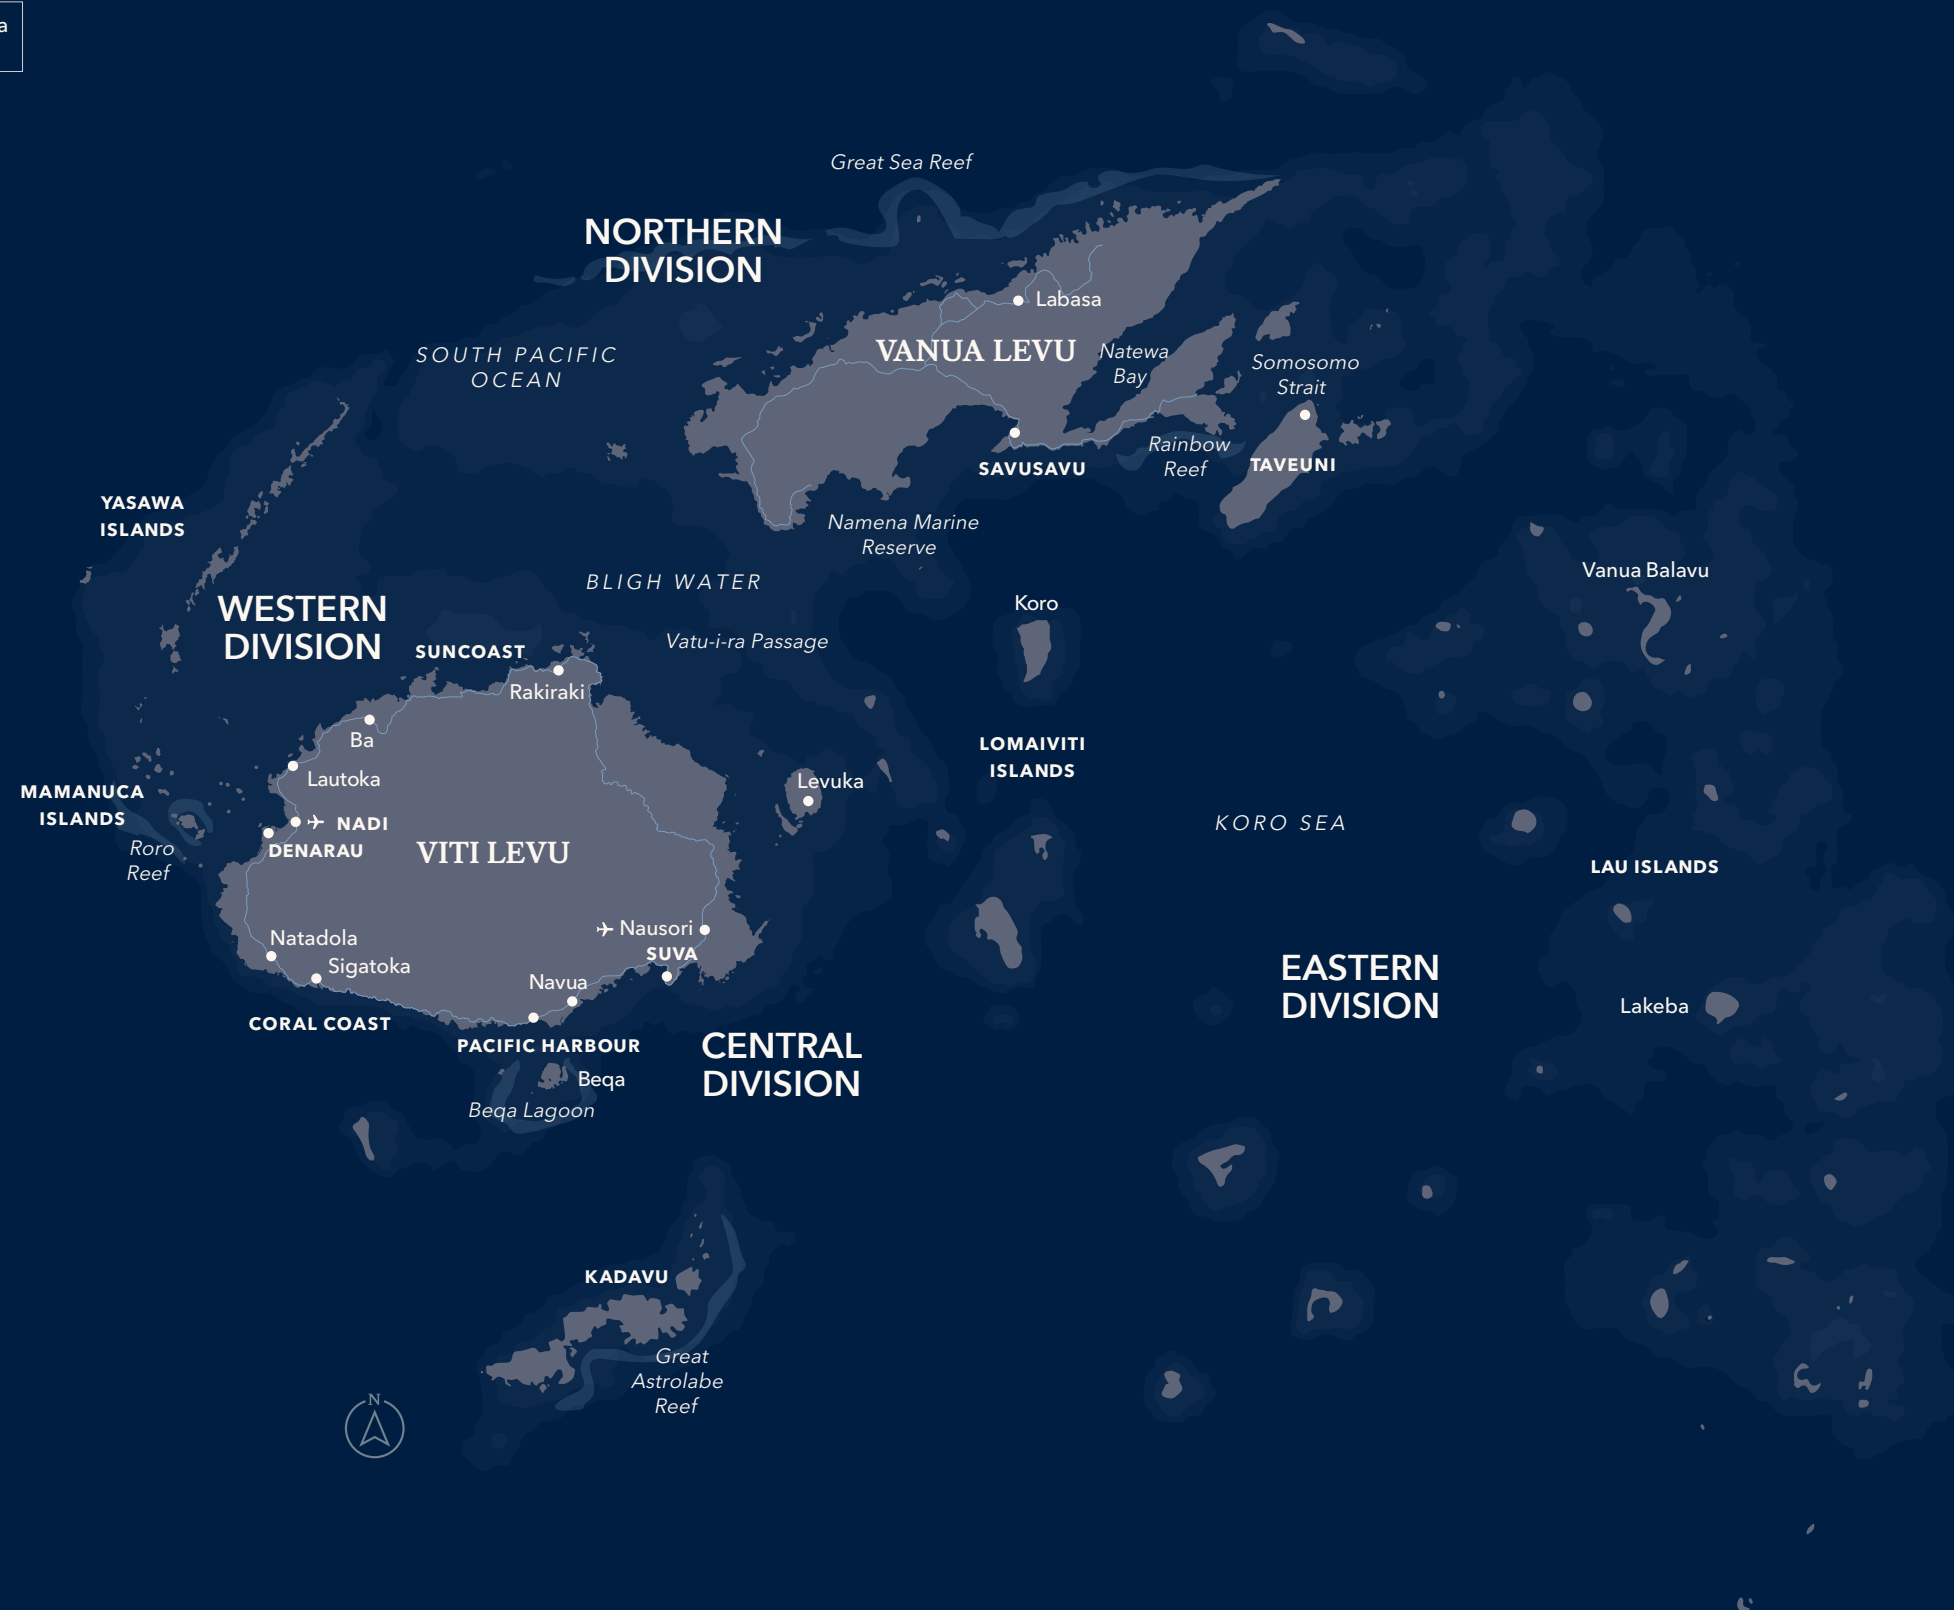 a
Great Sea Reef
NORTHERN
DIVISION
Labasa
VANUA LEVU
SOUTH PACIFIC
OCEAN
Natewa
Bay
Somosomo
Strait
Rainbow
Reef
SAVUSAVU
TAVEUNI
YASAWA
ISLANDS
Namena Marine
Reserve
BLIGH WATER
Vanua Balavu
Koro
WESTERN
DIVISION
SUNCOAST
Vatu-i-ra Passage
Rakiraki
Ba
LOMAIVITI
ISLANDS
Lautoka
Levuka
MAMANUCA
ISLANDS
NADI
KORO SEA
DENARAU
VITI LEVU
Roro
Reef
LAU ISLANDS
Nausori
Natadola
SUVA
Sigatoka
EASTERN
DIVISION
Navua
Lakeba
CORAL COAST
PACIFIC HARBOUR
CENTRAL
DIVISION
Beqa
Beqa Lagoon
KADAVU
Great
Astrolabe
Reef
N